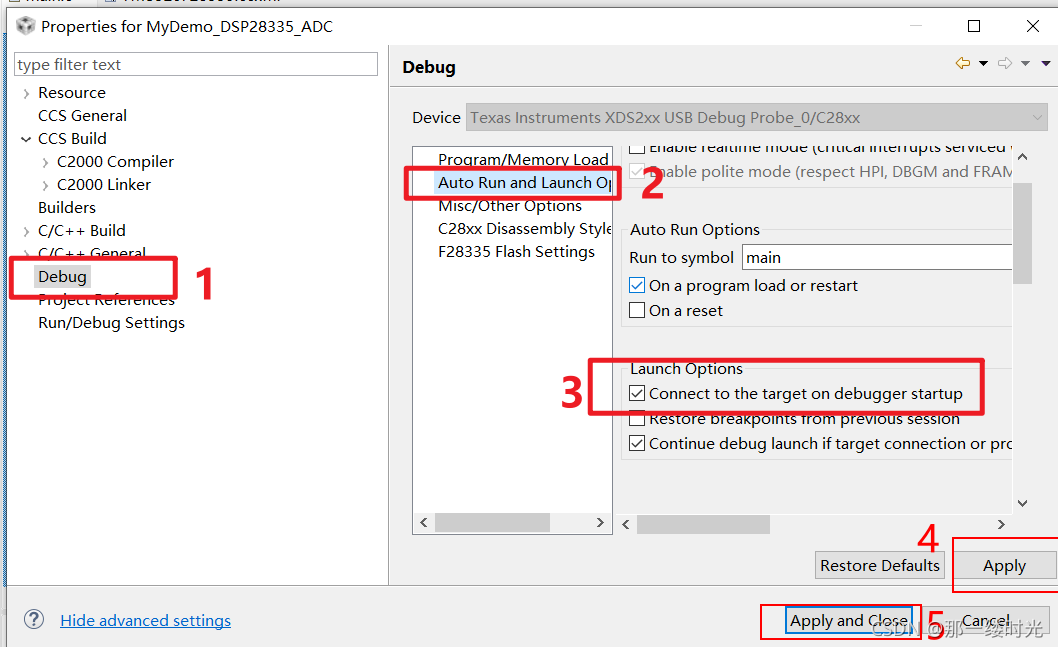 Properties for MyDemo_DSP28335_ADC
type filter text
Resource
CCS General
CCS Build
C2000 Compiler
C2000 Linker
Builders
C/C++ Build
C/C++ General
Debug
1
Project References
Run/Debug Settings
Debug
Device Texas Instruments XDS2xx USB Debug Probe_0/C28xx
Program/Memory Load
Auto Run and Launch Op
2
Misc/Other Options
C28xx Disassembly Style
F28335 Flash Settings
Enable realtime mode (critical interrupts serviced
Enable polite mode (respect HPI, DBGM and FRAM
Auto Run Options
Run to symbol main
On a program load or restart
On a reset
Launch Options
3
Connect to the target on debugger startup
Restore breakpoints from previous session
Continue debug launch if target connection or pro
4
Restore Defaults Apply
? Hide advanced settings
Apply and Close 5 Cancel
CSDN @那一缕时光